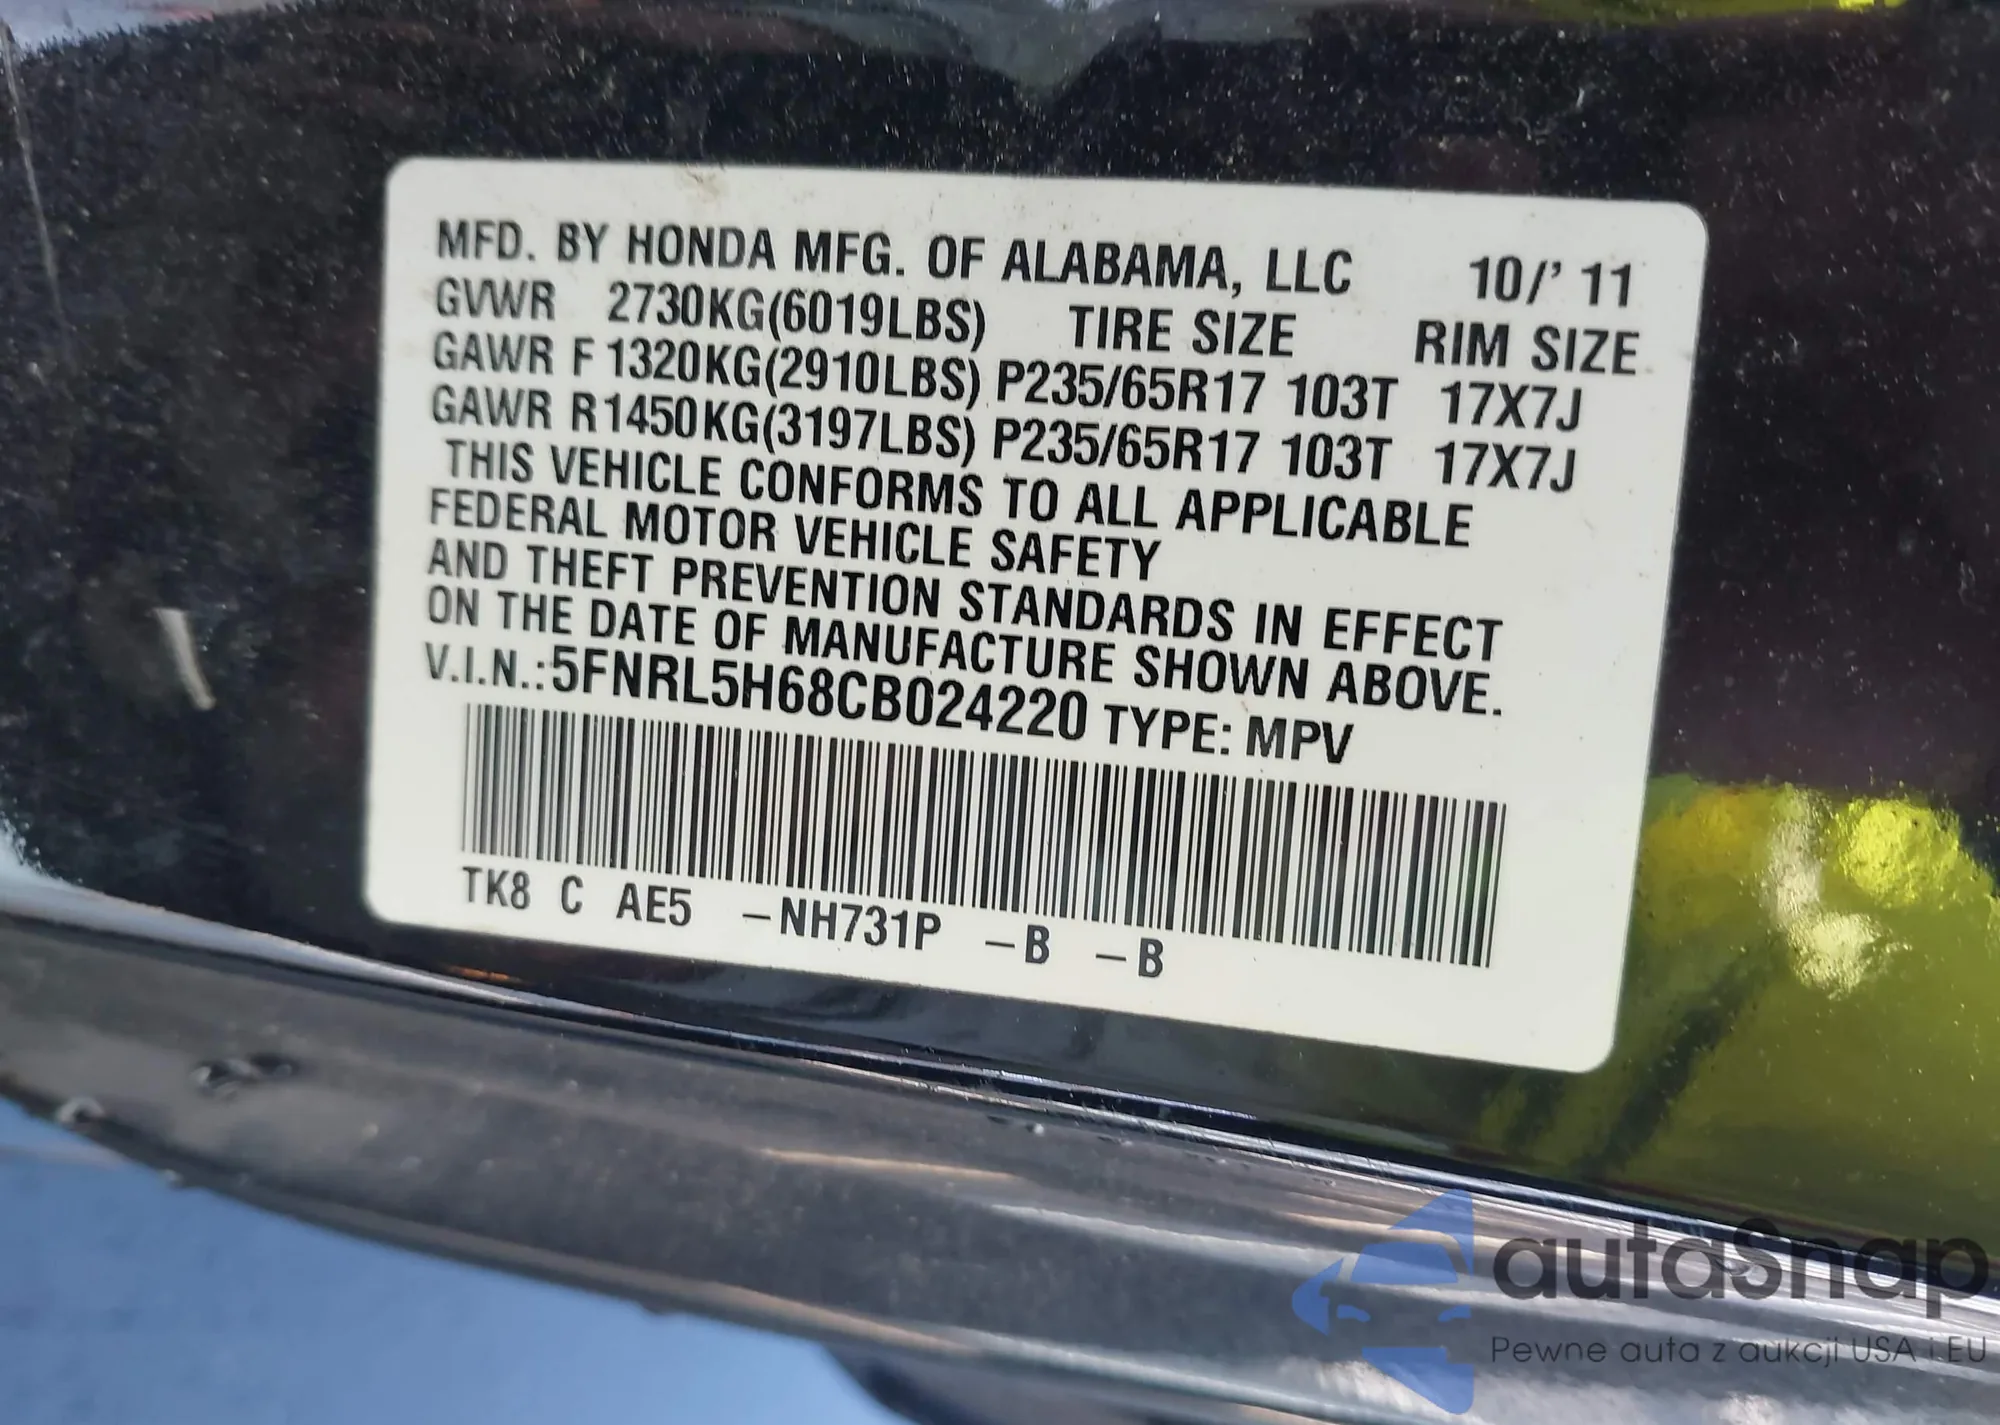 MFD. BY HONDA MFG. OF ALABAMA, LLC 10/' 11
GVWR 2730KG(6019LBS) TIRE SIZE RIM SIZE
GAWR F 1320KG(2910LBS) P235/65R17 103T 17X7J
GAWR R1450KG(3197LBS) P235/65R17 103T 17X7J
THIS VEHICLE CONFORMS TO ALL APPLICABLE
FEDERAL MOTOR VEHICLE SAFETY
AND THEFT PREVENTION STANDARDS IN EFFECT
ON THE DATE OF MANUFACTURE SHOWN ABOVE.
V.I.N.:5FNRL5H68CB024220 TYPE: MPV
TK8 C AE5 -NH731P -B -B
autaSnap
Pewne auta z aukcji USA i EU